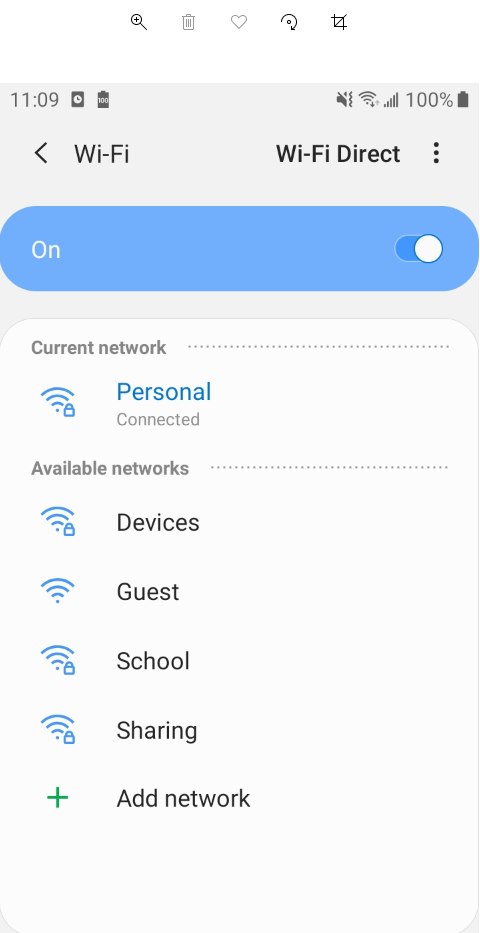 11:09 100 100%
Wi-Fi Wi-Fi Direct
On
Current network
Personal
Connected
Available networks
Devices
Guest
School
Sharing
Add network